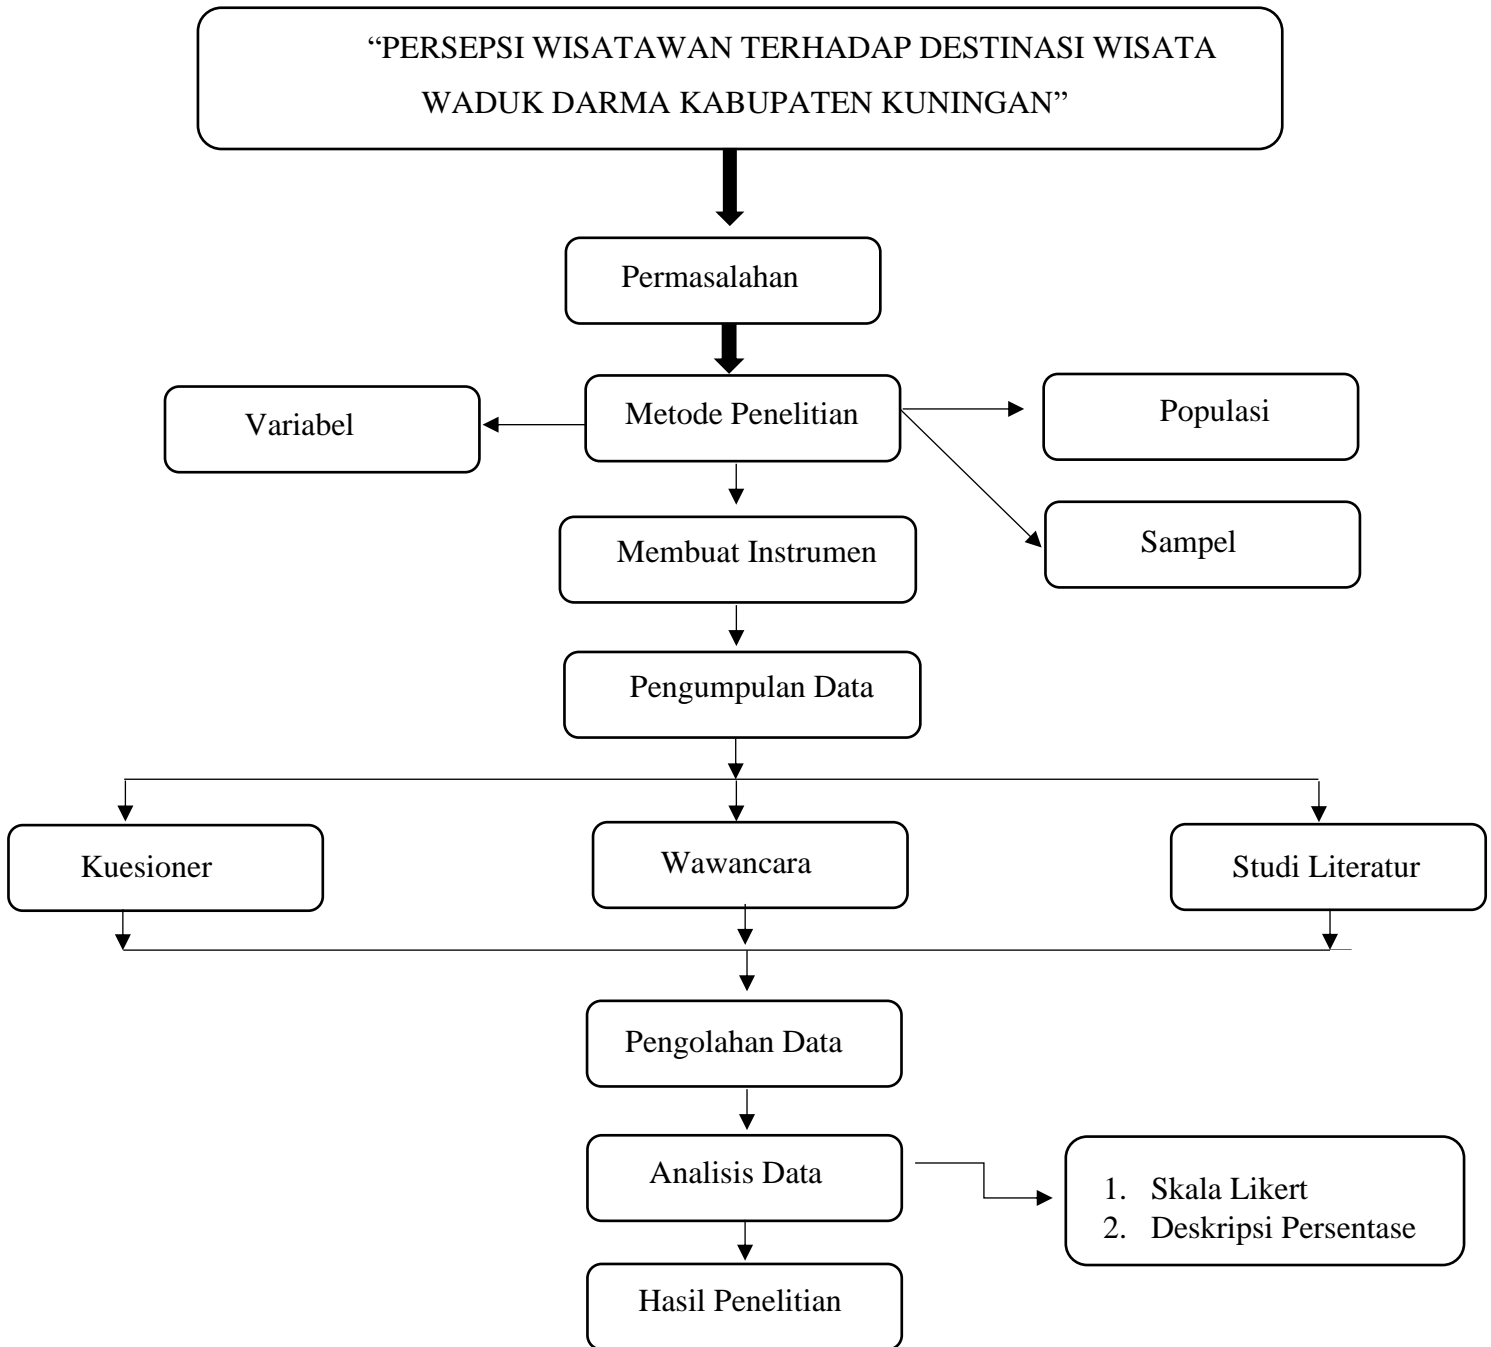 “PERSEPSI WISATAWAN TERHADAP DESTINASI WISATA
WADUK DARMA KABUPATEN KUNINGAN”
Permasalahan
Variabel
Metode Penelitian
Populasi
Sampel
Membuat Instrumen
Pengumpulan Data
Kuesioner
Wawancara
Studi Literatur
Pengolahan Data
Analisis Data
1. Skala Likert
2. Deskripsi Persentase
Hasil Penelitian